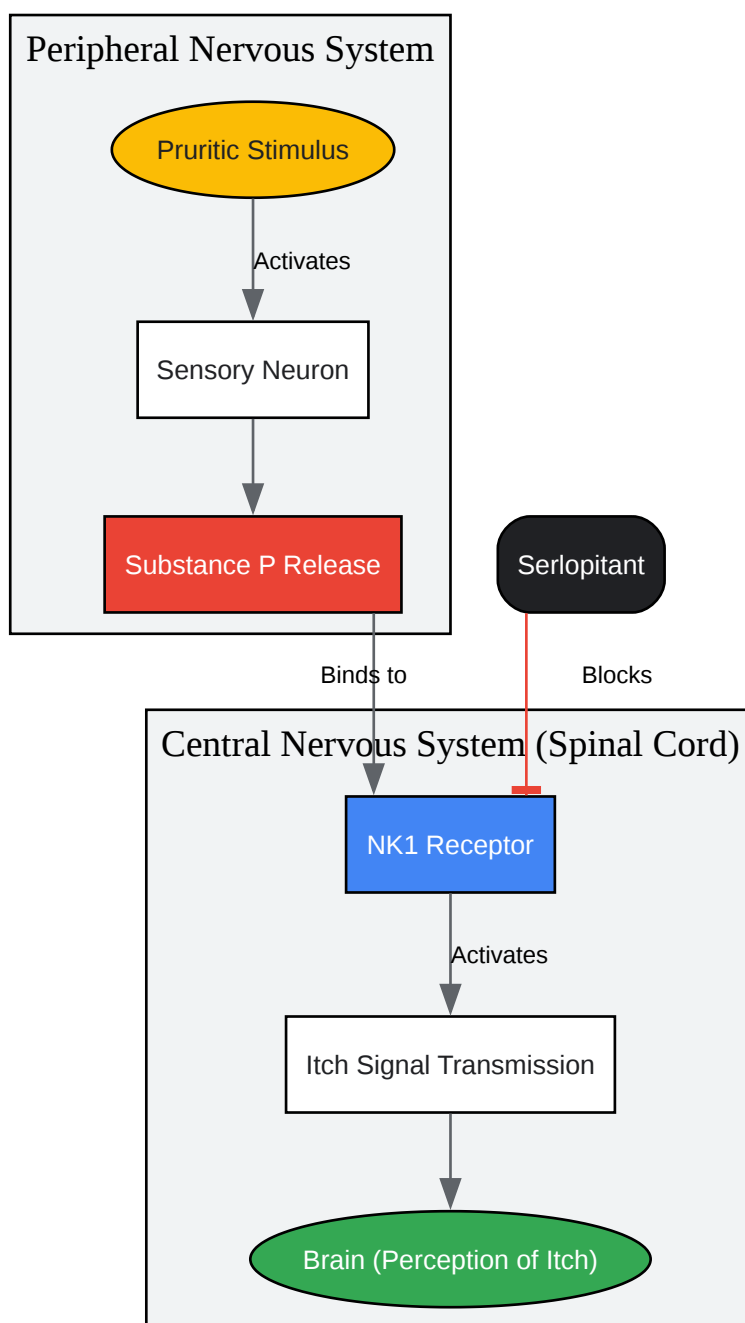 Peripheral Nervous System
Pruritic Stimulus
Activates
Sensory Neuron
Substance P Release
Serlopitant
Binds to
Blocks
Central Nervous System (Spinal Cord)
NK1 Receptor
Activates
Itch Signal Transmission
Brain (Perception of Itch)